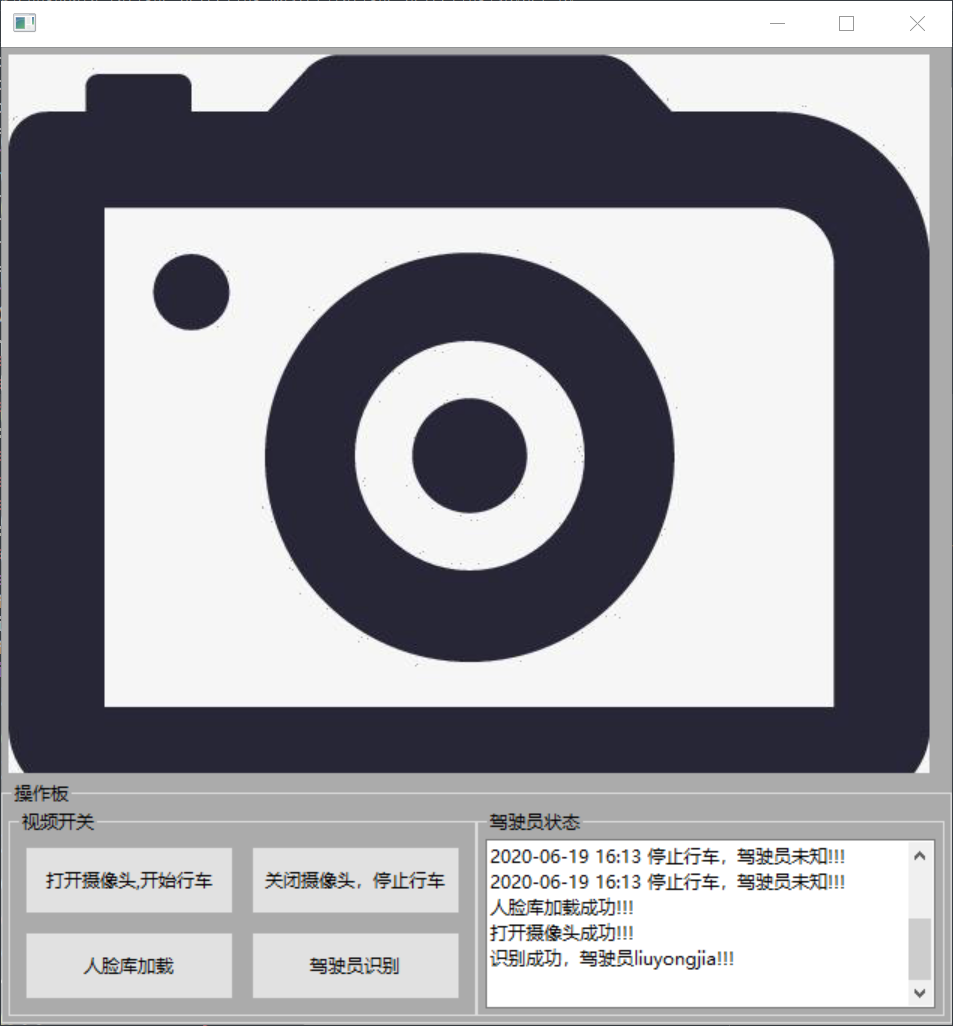 操作板
视频开关
打开摄像头,开始行车
关闭摄像头，停止行车
人脸库加载
驾驶员识别
驾驶员状态
2020-06-19 16:13 停止行车，驾驶员未知!!!
2020-06-19 16:13 停止行车，驾驶员未知!!!
人脸库加载成功!!!
打开摄像头成功!!!
识别成功，驾驶员liuyongjia!!!